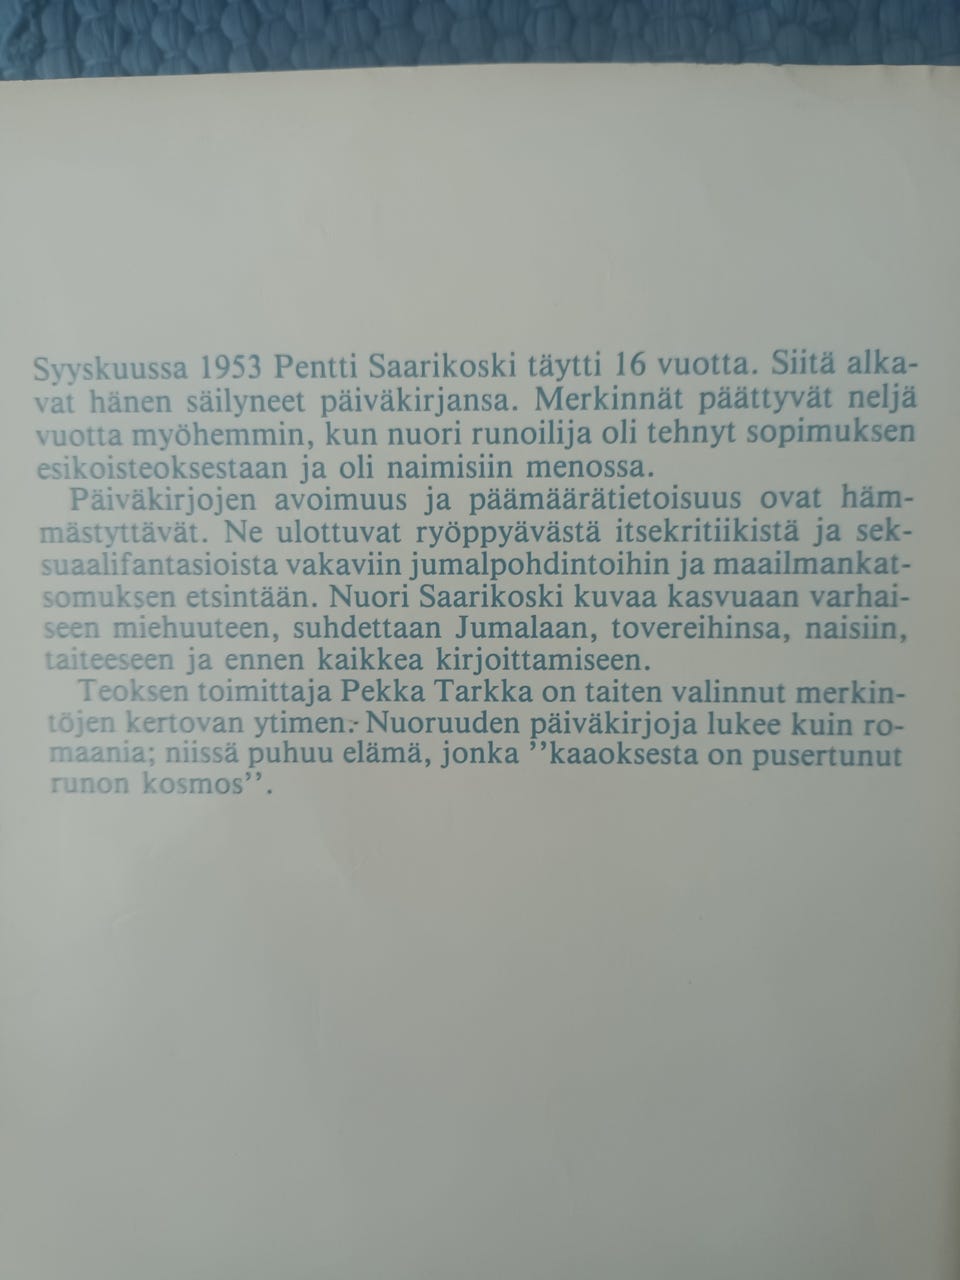 Syyskuussa 1953 Pentti Saarikoski täytti 16 vuotta. Siitä alka-
vat hänen säilyneet päiväkirjansa. Merkinnät päättyvät neljä
vuotta myöhemmin, kun nuori runoilija oli tehnyt sopimuksen
esikoisteoksestaan ja oli naimisiin menossa.
Päiväkirjojen avoimuus ja päämäärätietoisuus ovat häm-
mästyttävät. Ne ulottuvat ryöppyävästä itsekritiikistä ja sek-
suaalifantasioista vakaviin jumalpohdintoihin ja maailmankat-
somuksen etsintään. Nuori Saarikoski kuvaa kasvuaan varhai-
seen miehuuteen, suhdettaan Jumalaan, tovereihinsa, naisiin,
taiteeseen ja ennen kaikkea kirjoittamiseen.
Teoksen toimittaja Pekka Tarkka on taiten valinnut merkin-
töjen kertovan ytimen. Nuoruuden päiväkirjoja lukee kuin ro-
maania; niissä puhuu elämä, jonka ”kaaoksesta on pusertunut
runon kosmos”.